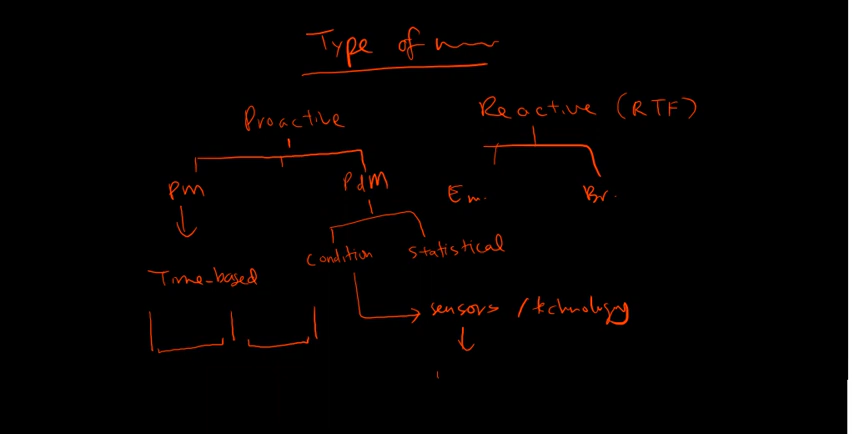 Type of
Proactive
Reactive (RTF)
PM
PdM
Em.
Br.
Condition
Statistical
Time-based
sensors / technology